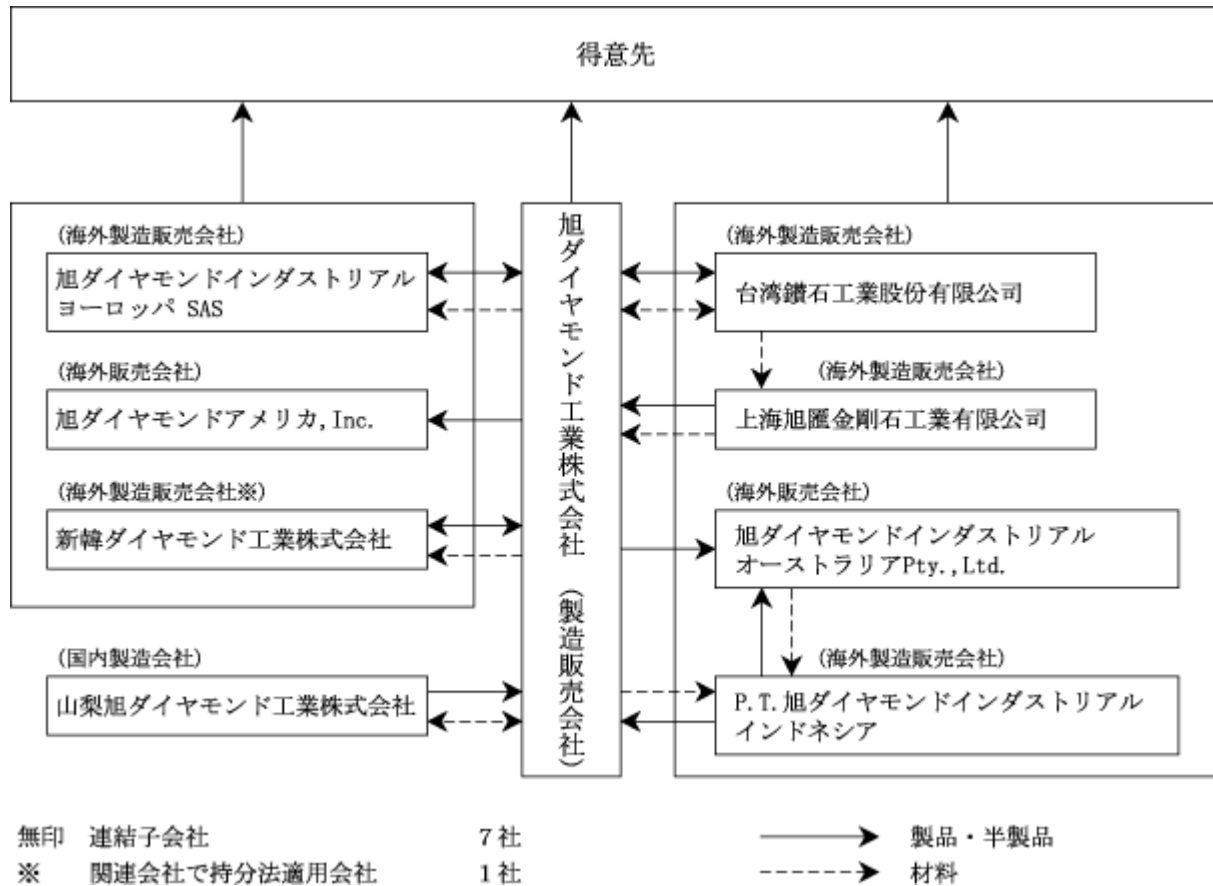 得意先
(海外製造販売会社)
旭ダイヤモンドインダストリアル
ヨーロッパ SAS
(海外販売会社)
旭ダイヤモンドアメリカ,Inc.
(海外製造販売会社※)
新韓ダイヤモンド工業株式会社
(国内製造会社)
山梨旭ダイヤモンド工業株式会社
旭ダイヤモンド工業株式会社 (製造販売会社)
(海外製造販売会社)
台湾鑽石工業股份有限公司
(海外製造販売会社)
上海旭匯金剛石工業有限公司
(海外販売会社)
旭ダイヤモンドインダストリアル
オーストラリアPty.,Ltd.
(海外製造販売会社)
P.T.旭ダイヤモンドインダストリアル
インドネシア
無印 連結子会社 7社
※ 関連会社で持分法適用会社 1社
製品・半製品
材料